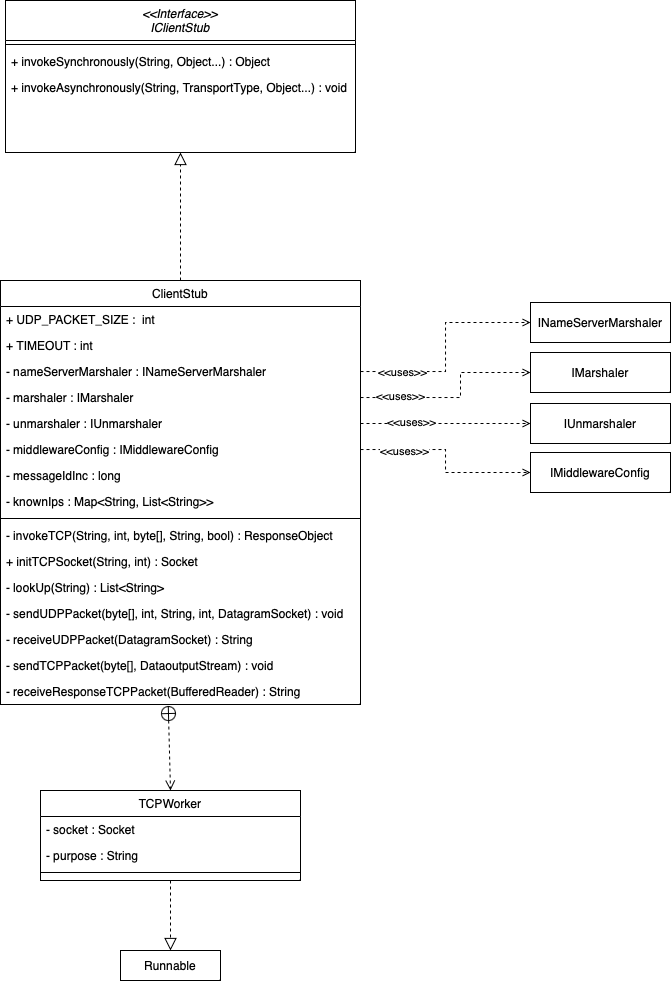 <<Interface>>
IClientStub
+ invokeSynchronously(String, Object...) : Object
+ invokeAsynchronously(String, TransportType, Object...) : void
ClientStub
+ UDP_PACKET_SIZE :  int
+ TIMEOUT : int
- nameServerMarshaler : INameServerMarshaler
- marshaler : IMarshaler
- unmarshaler : IUnmarshaler
- middlewareConfig : IMiddlewareConfig
- messageIdInc : long
- knownIps : Map<String, List<String>>
- invokeTCP(String, int, byte[], String, bool) : ResponseObject
+ initTCPSocket(String, int) : Socket
- lookUp(String) : List<String>
- sendUDPPacket(byte[], int, String, int, DatagramSocket) : void
- receiveUDPPacket(DatagramSocket) : String
- sendTCPPacket(byte[], DataoutputStream) : void
- receiveResponseTCPPacket(BufferedReader) : String
<<uses>>
<<uses>>
<<uses>>
<<uses>>
INameServerMarshaler
IMarshaler
IUnmarshaler
IMiddlewareConfig
TCPWorker
- socket : Socket
- purpose : String
Runnable